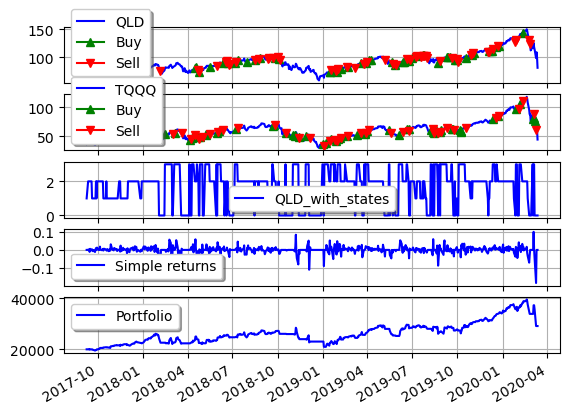 150
QLD
Buy
Sell
100
TQQQ
Buy
Sell
100
50
2
0
QLD_with_states
0.1
0.0
−0.1
Simple returns
40000
20000
Portfolio
2017-10
2018-01
2018-04
2018-07
2018-10
2019-01
2019-04
2019-07
2019-10
2020-01
2020-04